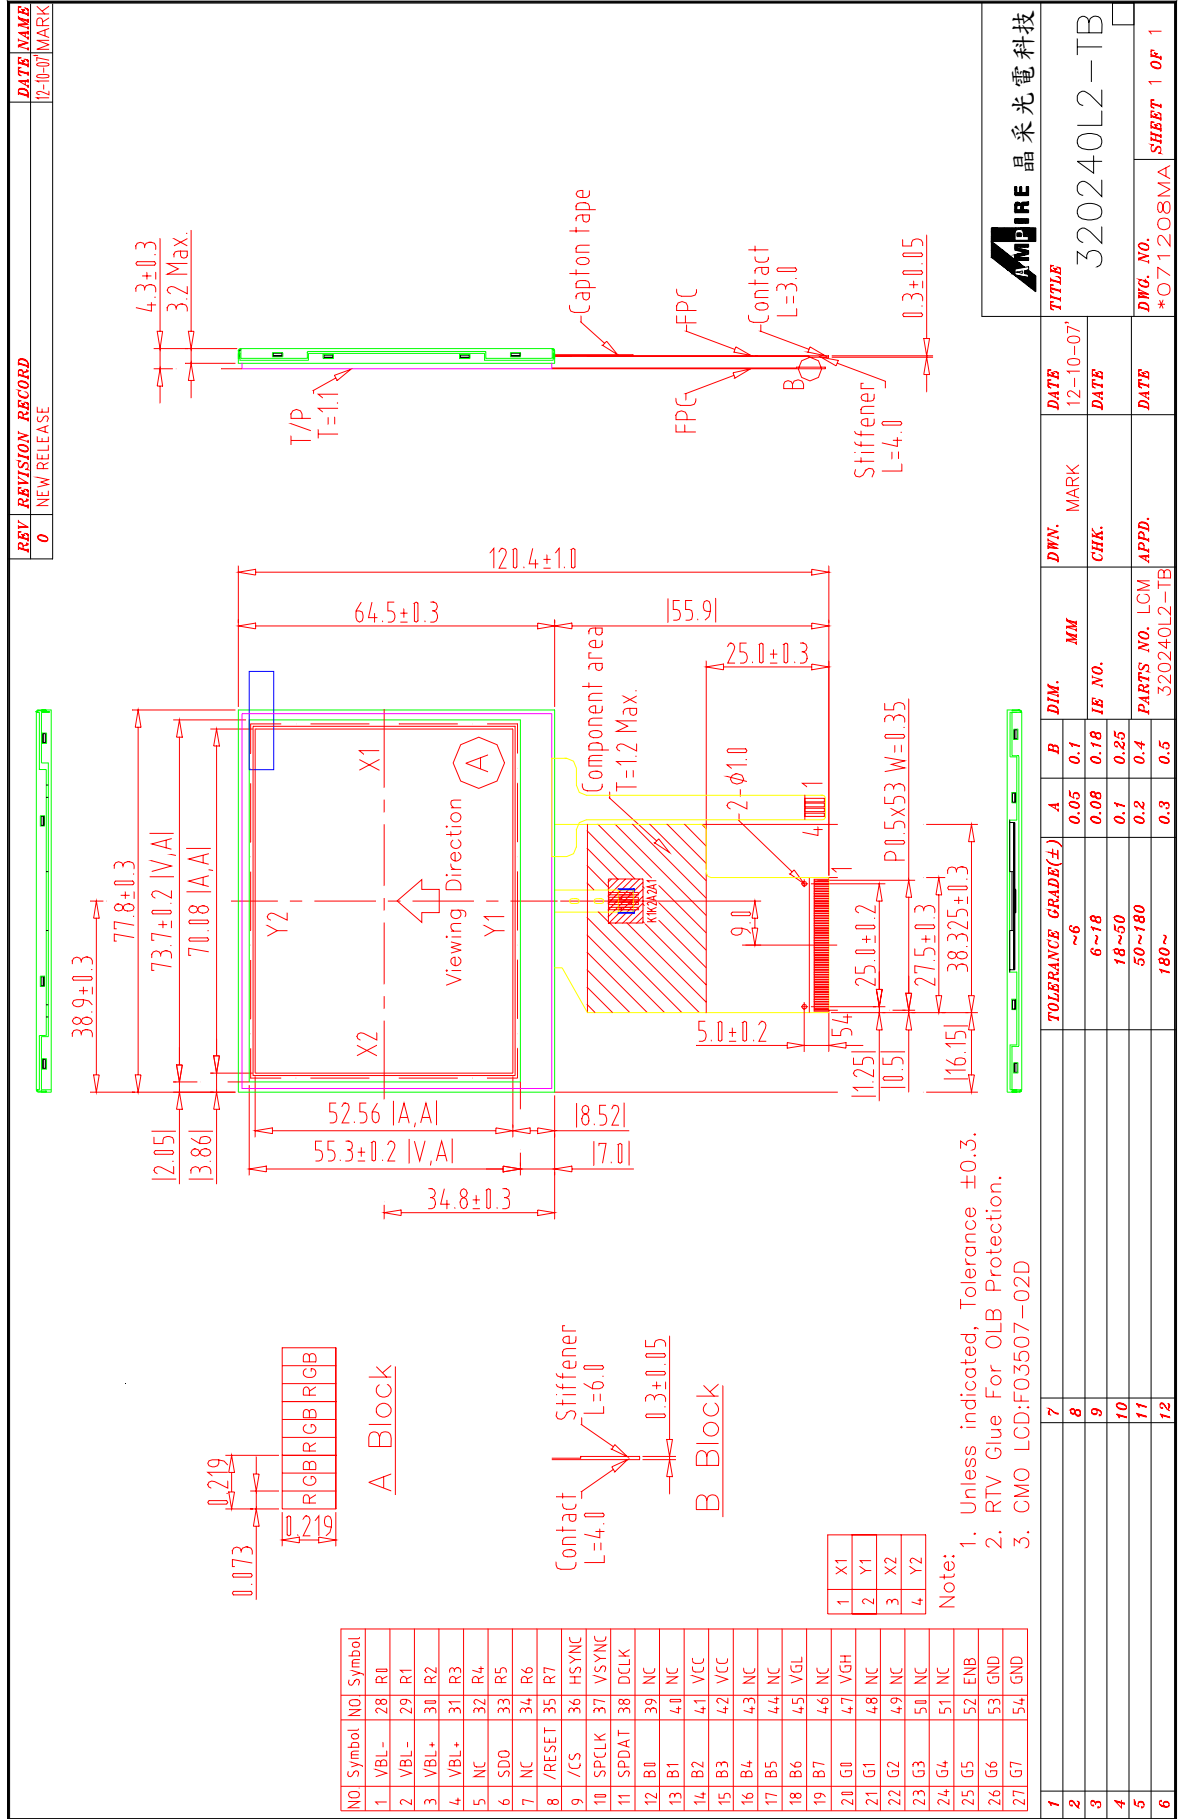 REV REVISION RECORD DATE NAME
0 NEW RELEASE 12-10-07' MARK
4.3±0.3
3.2 Max.
T/P
T=1.1
Capton tape
FPC
FPC
Contact
L=3.0
B
Stiffener
L=4.0
0.3±0.05
120.4±1.0
64.5±0.3
|55.9|
25.0±0.3
Component area
T=1.2 Max.
38.9±0.3
77.8±0.3
73.7±0.2 |V,A|
70.08 |A,A|
|2.05|
|3.86|
Y2
X1
X2
Y1
A
Viewing Direction
52.56 |A,A|
55.3±0.2 |V,A|
34.8±0.3
|8.52|
|7.0|
K1K2A2A1
2-φ1.0
4
1
1
54
9.0
5.0±0.2
P0.5x53 W=0.35
25.0±0.2
27.5±0.3
38.325±0.3
|1.25|
|0.5|
|16.15|
0.219
0.073
0.219
R G B R G B R G B
A Block
Contact
L=4.0
Stiffener
L=6.0
0.3±0.05
B Block
NO Symbol NO Symbol
1 VBL- 28 R0
2 VBL- 29 R1
3 VBL+ 30 R2
4 VBL+ 31 R3
5 NC 32 R4
6 SDO 33 R5
7 NC 34 R6
8 /RESET 35 R7
9 /CS 36 HSYNC
10 SPCLK 37 VSYNC
11 SPDAT 38 DCLK
12 B0 39 NC
13 B1 40 NC
14 B2 41 VCC
15 B3 42 VCC
16 B4 43 NC
17 B5 44 NC
18 B6 45 VGL
19 B7 46 NC
20 G0 47 VGH
21 G1 48 NC
22 G2 49 NC
23 G3 50 NC
24 G4 51 NC
25 G5 52 ENB
26 G6 53 GND
27 G7 54 GND
1 X1
2 Y1
3 X2
4 Y2
Note:
1. Unless indicated, Tolerance ±0.3.
2. RTV Glue For OLB Protection.
3. CMO LCD:F03507-02D
1 7
2 8
3 9
4 10
5 11
6 12
TOLERANCE GRADE(±) A B
~6 0.05 0.1
6~18 0.08 0.18
18~50 0.1 0.25
50~180 0.2 0.4
180~ 0.3 0.5
DIM. MM
IE NO.
PARTS NO. LCM
320240L2-TB
DWN. MARK
CHK.
APPD.
DATE 12-10-07'
DATE
DATE
AMPIRE 晶采光電科技
TITLE
320240L2-TB
DWG. NO.
*071208MA
SHEET 1 OF 1